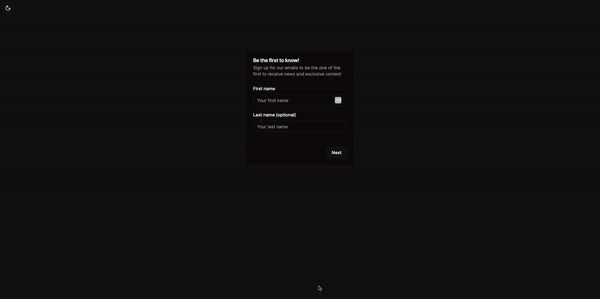 Be the first to know!
Sign up for our emails to be the one of the
first to receive news and exclusive content
First name
Your first name
Last name (optional)
Your last name
Next